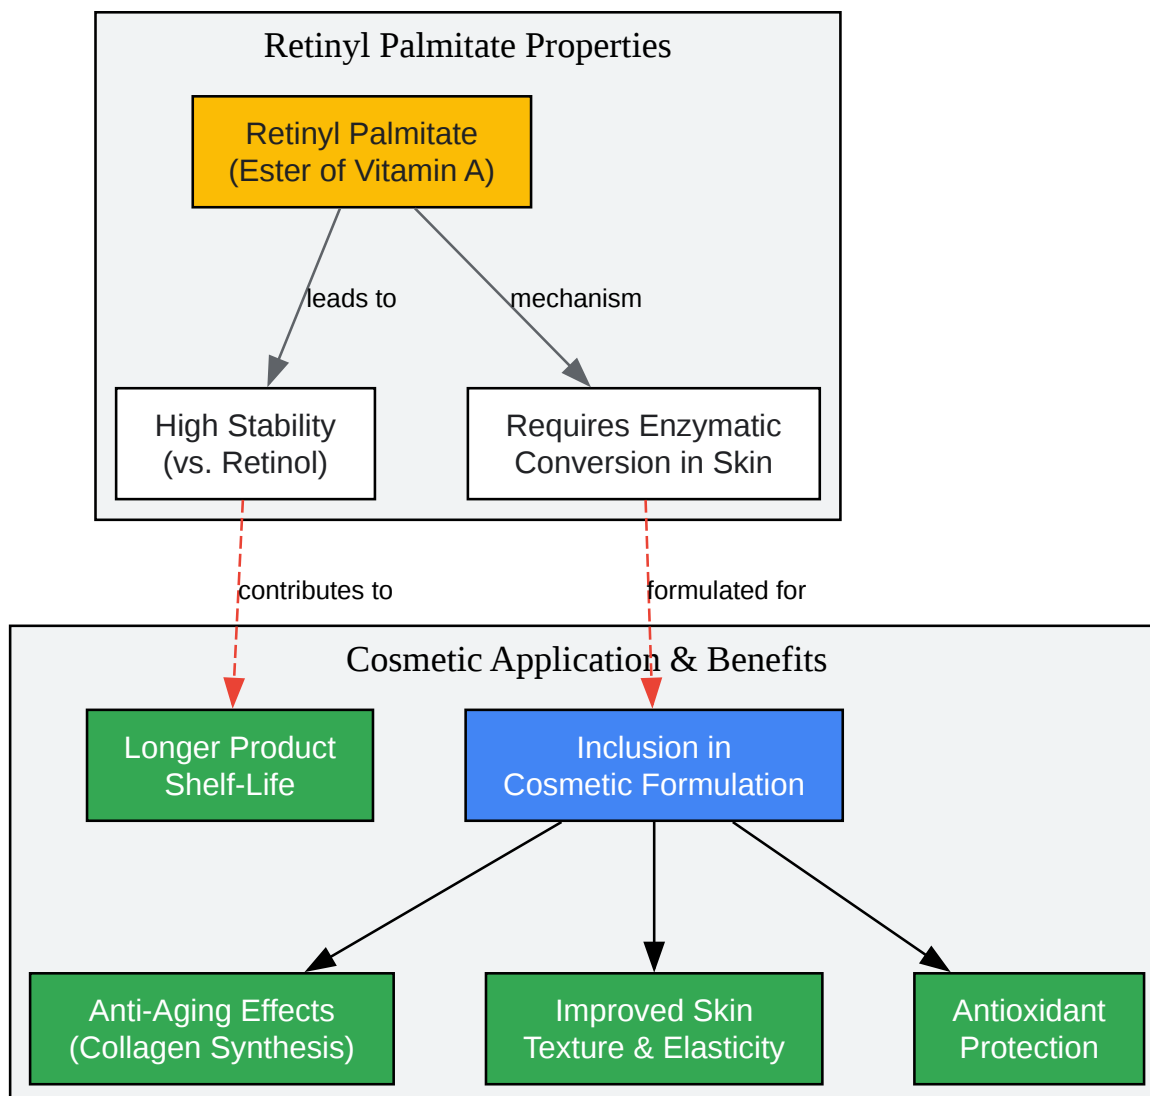 Retinyl Palmitate Properties
Retinyl Palmitate
(Ester of Vitamin A)
leads to
mechanism
High Stability
(vs. Retinol)
Requires Enzymatic
Conversion in Skin
contributes to
formulated for
Cosmetic Application & Benefits
Longer Product
Shelf-Life
Inclusion in
Cosmetic Formulation
Anti-Aging Effects
(Collagen Synthesis)
Improved Skin
Texture & Elasticity
Antioxidant
Protection